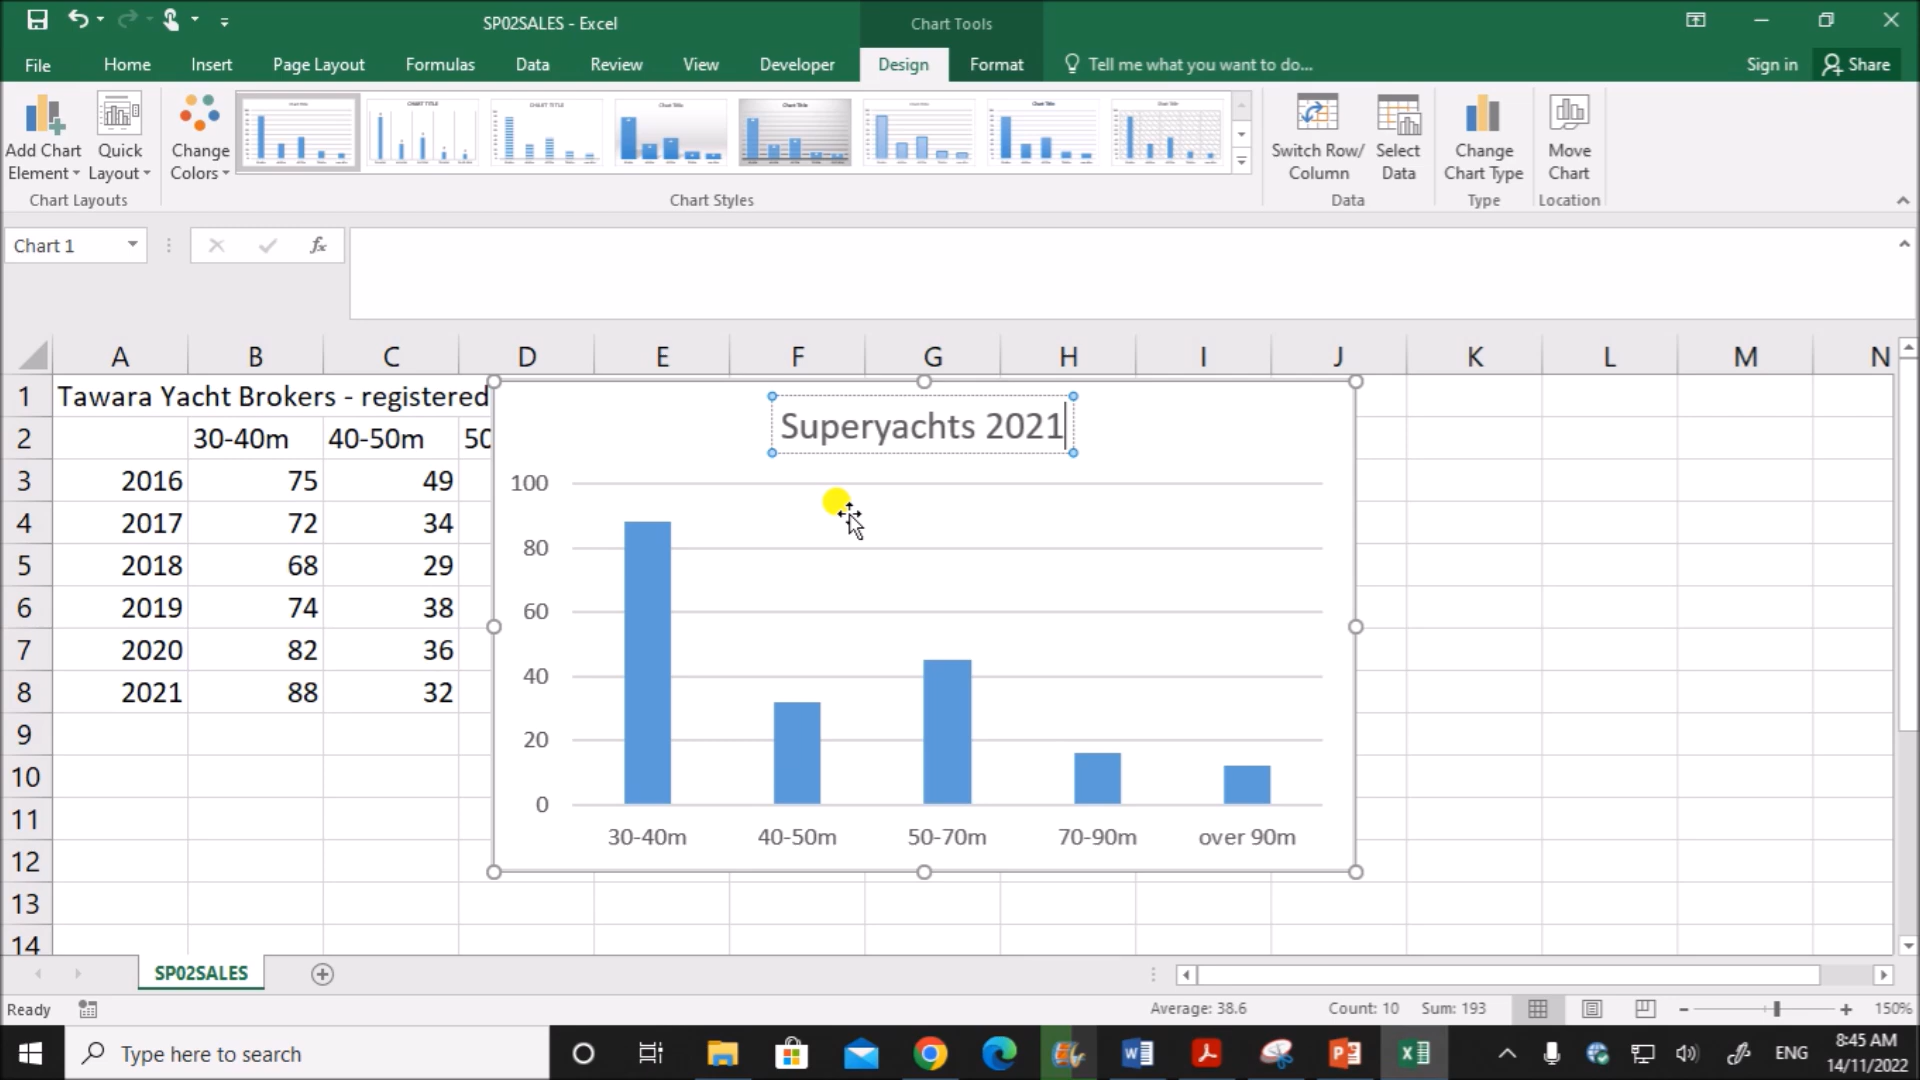 SP02SALES - Excel
Chart Tools
File Home Insert Page Layout Formulas Data Review View Developer Design Format Tell me what you want to do... Sign in Share
Add Chart Element Quick Layout
Change Colors
Switch Row/ Column Select Data Change Chart Type Move Chart
Chart Layouts Chart Styles Data Type Location
Chart 1 fx
A B C D E F G H I J K L M N
1 Tawara Yacht Brokers - registered
2 30-40m 40-50m 50
3 2016 75 49
4 2017 72 34
5 2018 68 29
6 2019 74 38
7 2020 82 36
8 2021 88 32
9
10
11
12
13
14
Superyachts 2021
100
80
60
40
20
0
30-40m 40-50m 50-70m 70-90m over 90m
SP02SALES
Ready Average: 38.6 Count: 10 Sum: 193 150%
Type here to search ENG 8:45 AM
14/11/2022